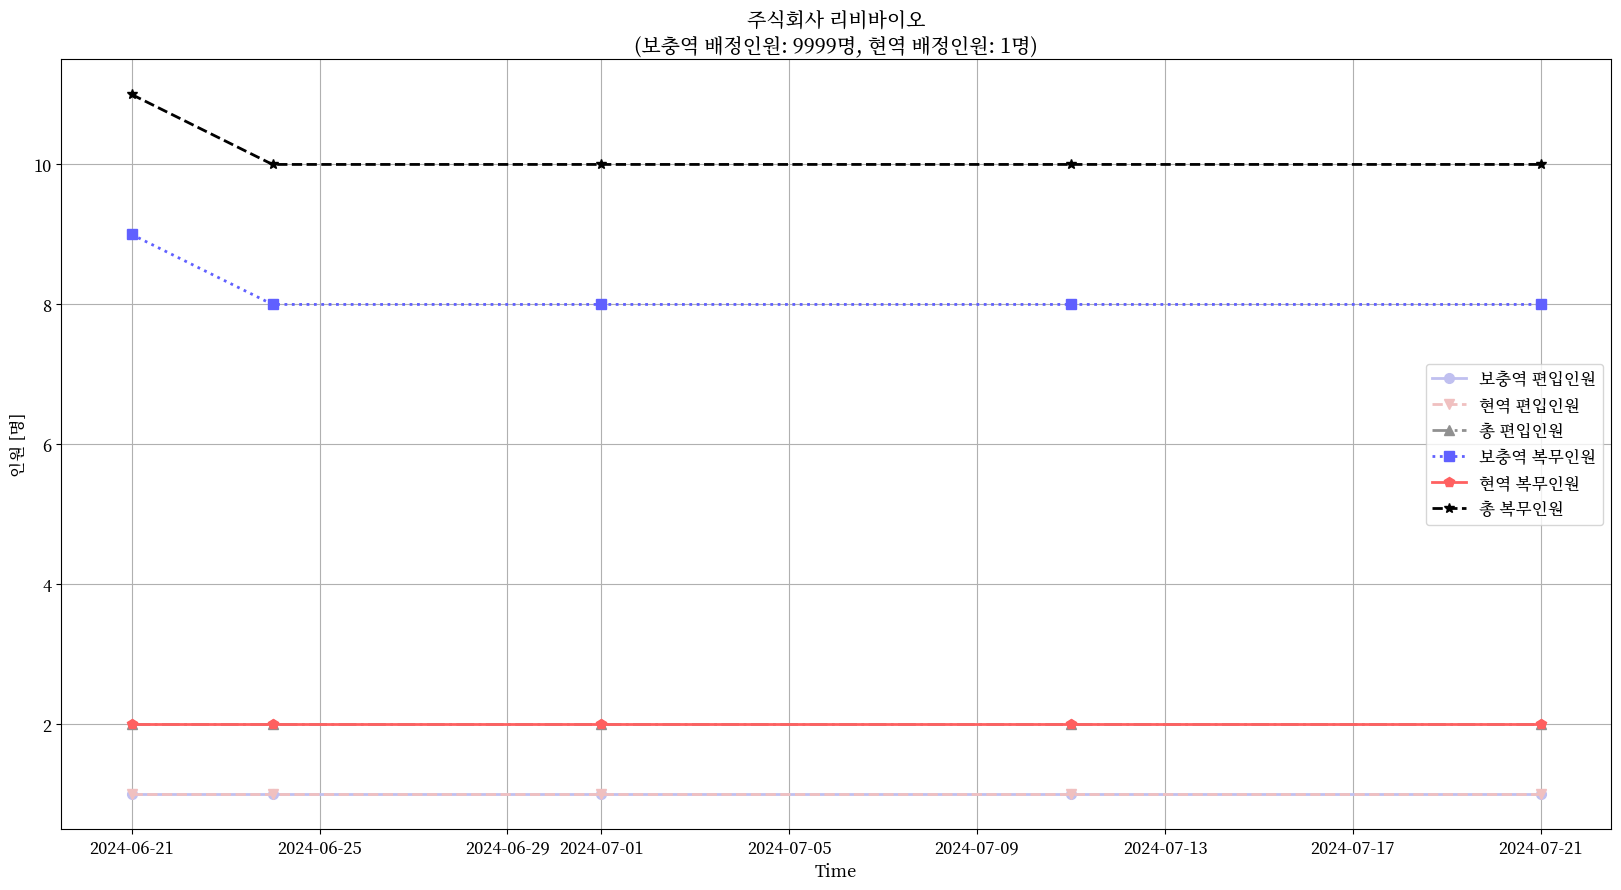 주식회사 리비바이오
(보충역 배정인원: 9999명, 현역 배정인원: 1명)
인원 [명]
10
8
6
4
2
보충역 편입인원
현역 편입인원
총 편입인원
보충역 복무인원
현역 복무인원
총 복무인원
2024-06-21 2024-06-25 2024-06-29 2024-07-01 2024-07-05 2024-07-09 2024-07-13 2024-07-17 2024-07-21
Time